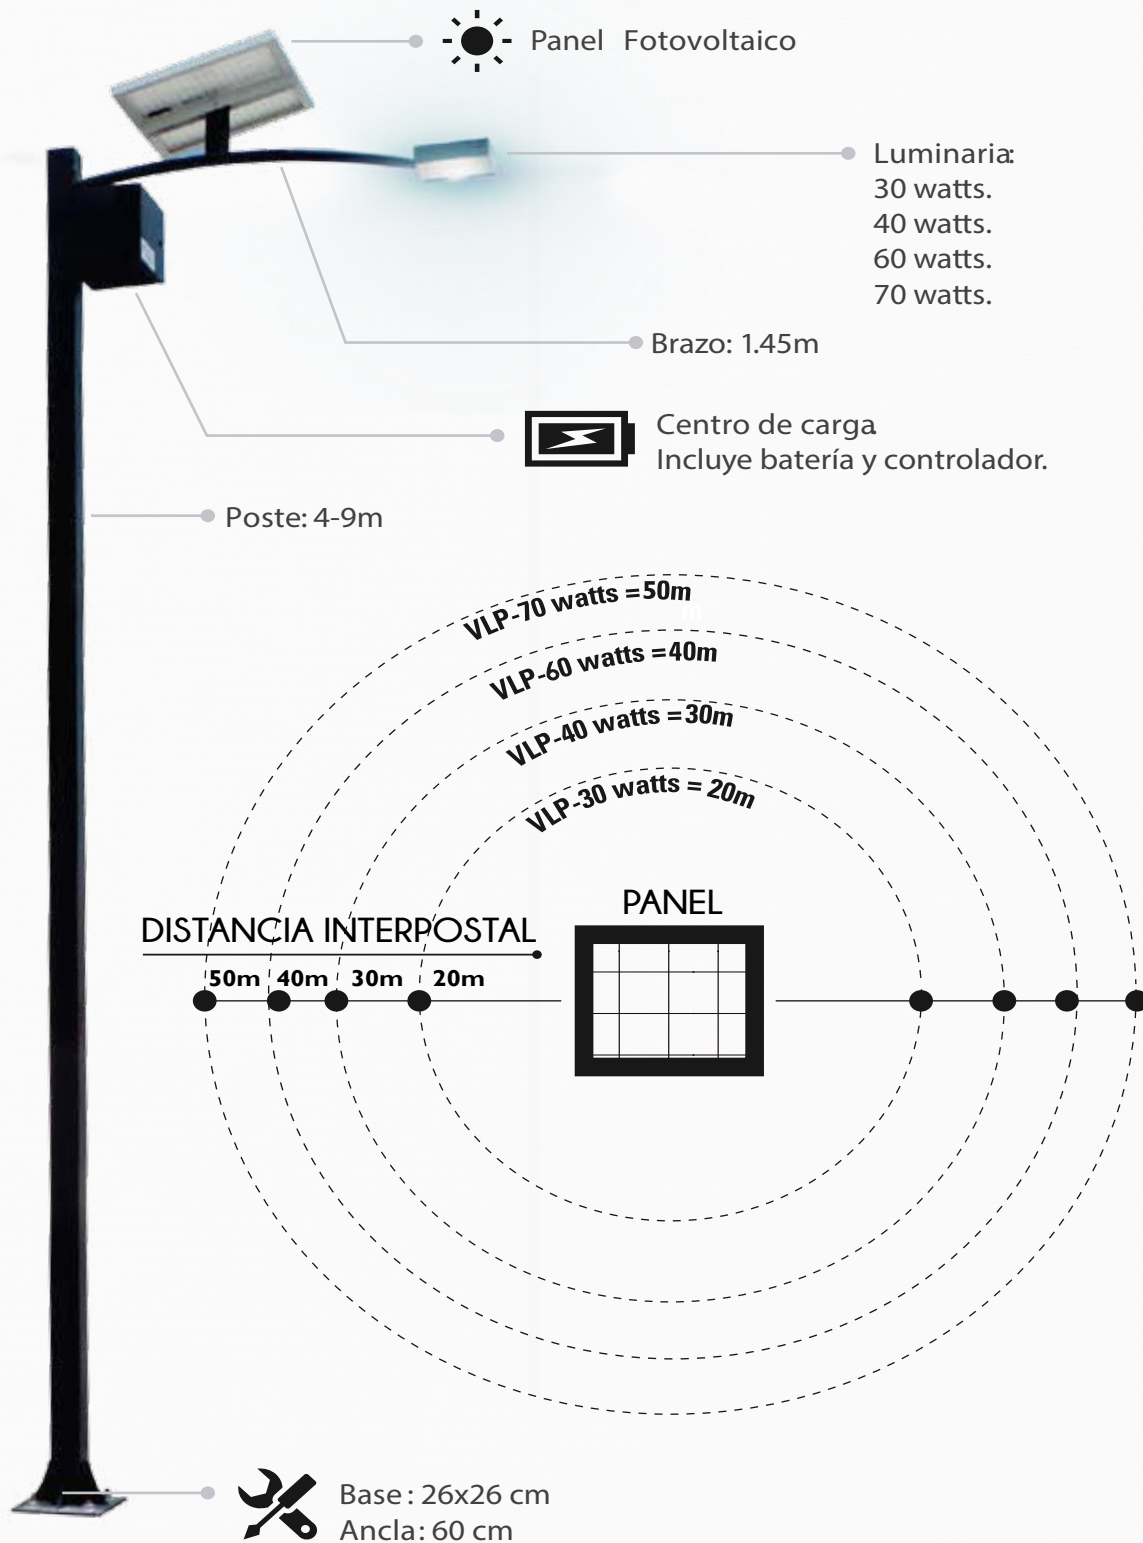 Panel Fotovoltaico
Luminaria:
30 watts.
40 watts.
60 watts.
70 watts.
Brazo: 1.45m
Centro de carga.
Incluye batería y controlador.
Poste: 4-9m
VLP-70 watts =50m
m
VLP-60 watts =40m
VLP-40 watts =30m
VLP-30 watts = 20m
PANEL
DISTANCIA INTERPOSTAL
50m 40m 30m 20m
Base: 26x26 cm
Ancla: 60 cm